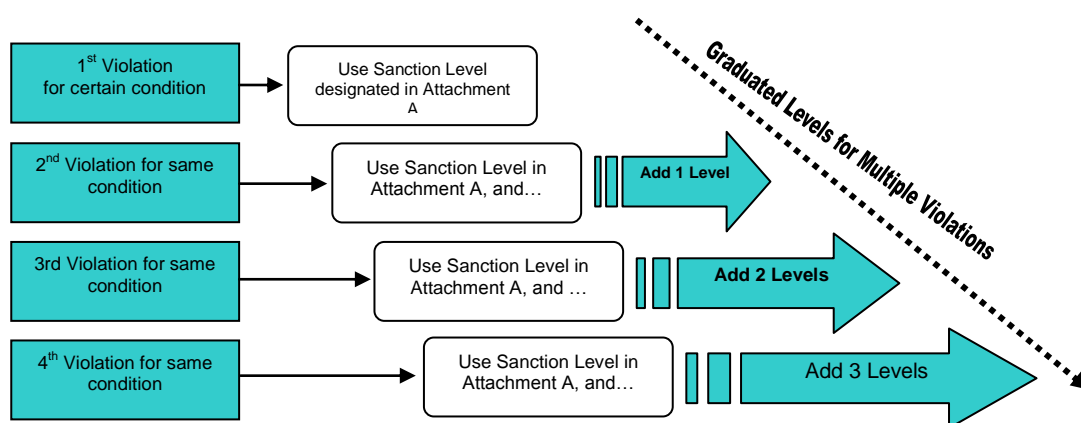 1st Violation
for certain condition
Use Sanction Level
designated in Attachment
A
2nd Violation for same
condition
Use Sanction Level in
Attachment A, and…
Add 1 Level
3rd Violation for same
condition
Use Sanction Level in
Attachment A, and …
Add 2 Levels
4th Violation for same
condition
Use Sanction Level in
Attachment A, and…
Add 3 Levels
Graduated Levels for Multiple Violations